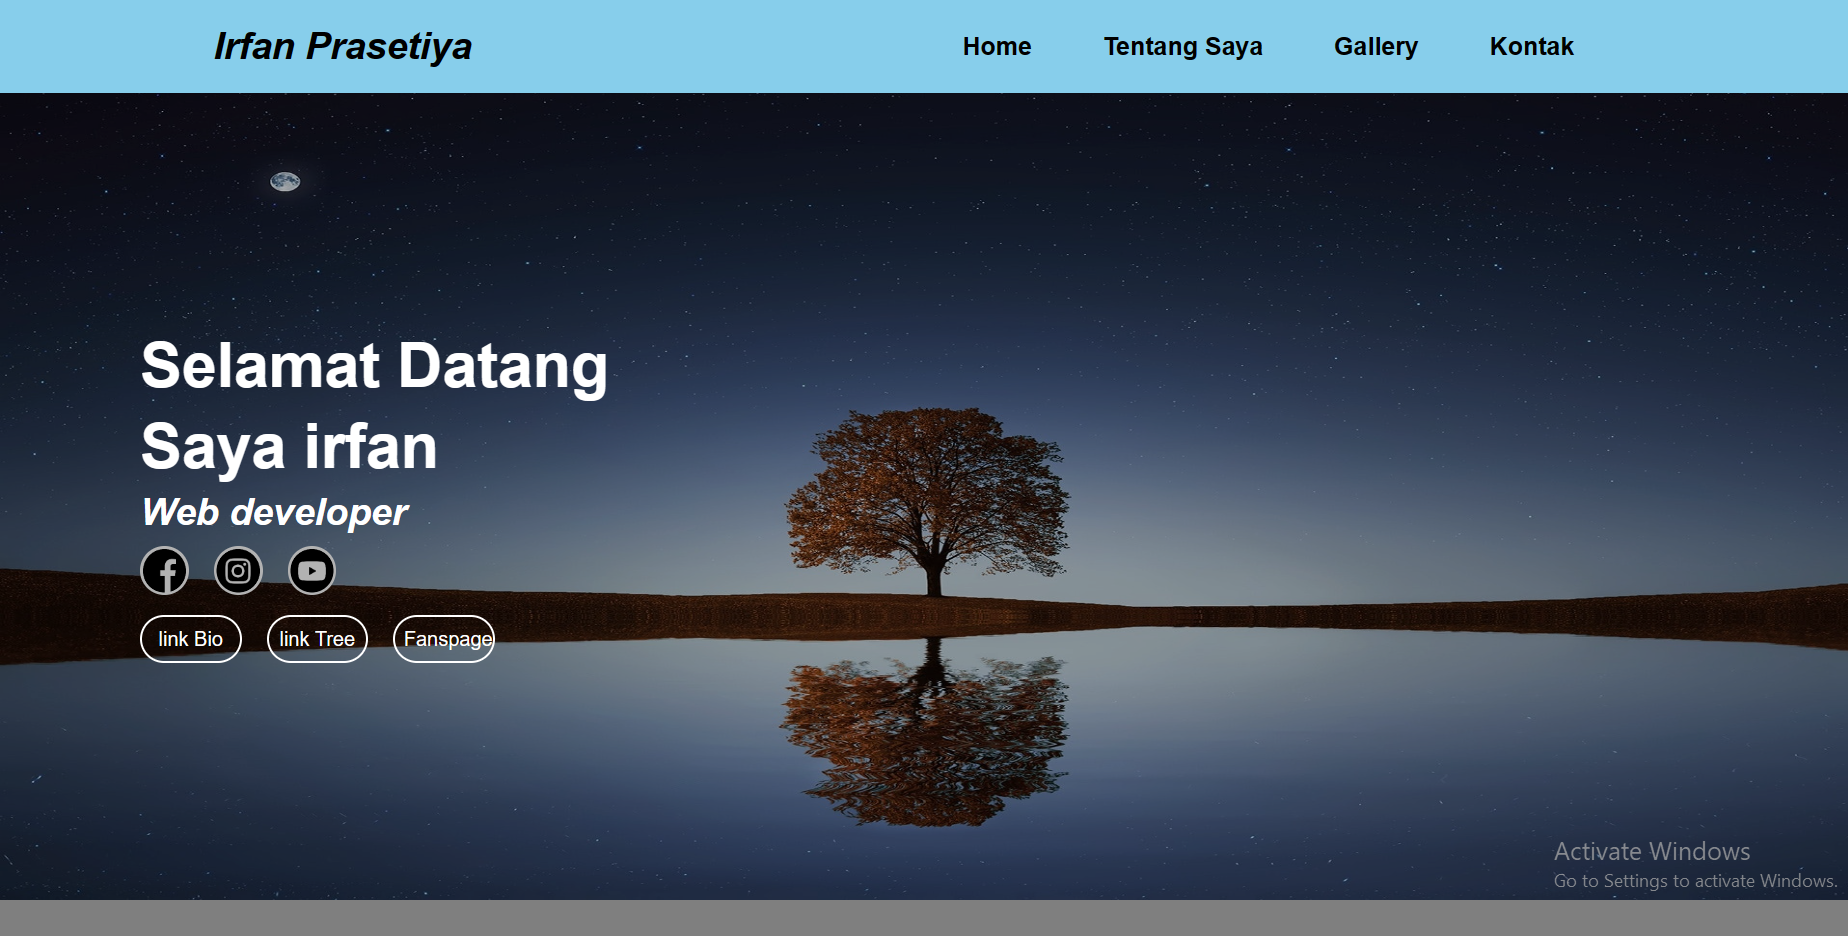 Irfan Prasetiya
Home Tentang Saya Gallery Kontak
Selamat Datang
Saya irfan
Web developer
link Bio link Tree Fanspage
Activate Windows
Go to Settings to activate Windows.